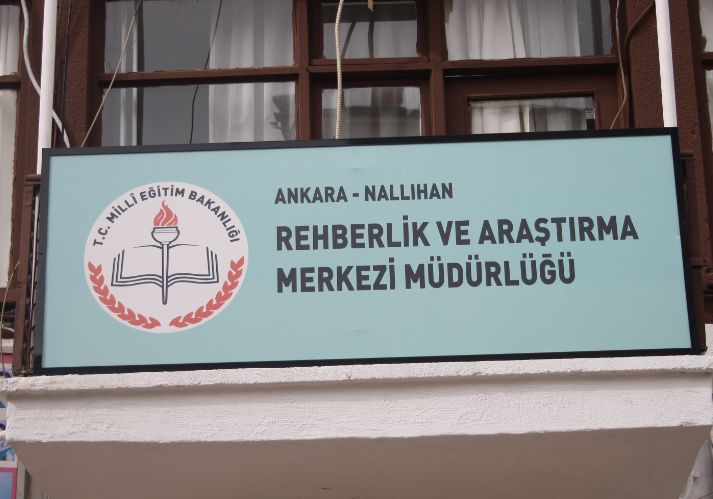 T.C. MİLLÎ EĞİTİM BAKANLIĞI
ANKARA - NALLIHAN
REHBERLİK VE ARAŞTIRMA
MERKEZİ MÜDÜRLÜĞÜ